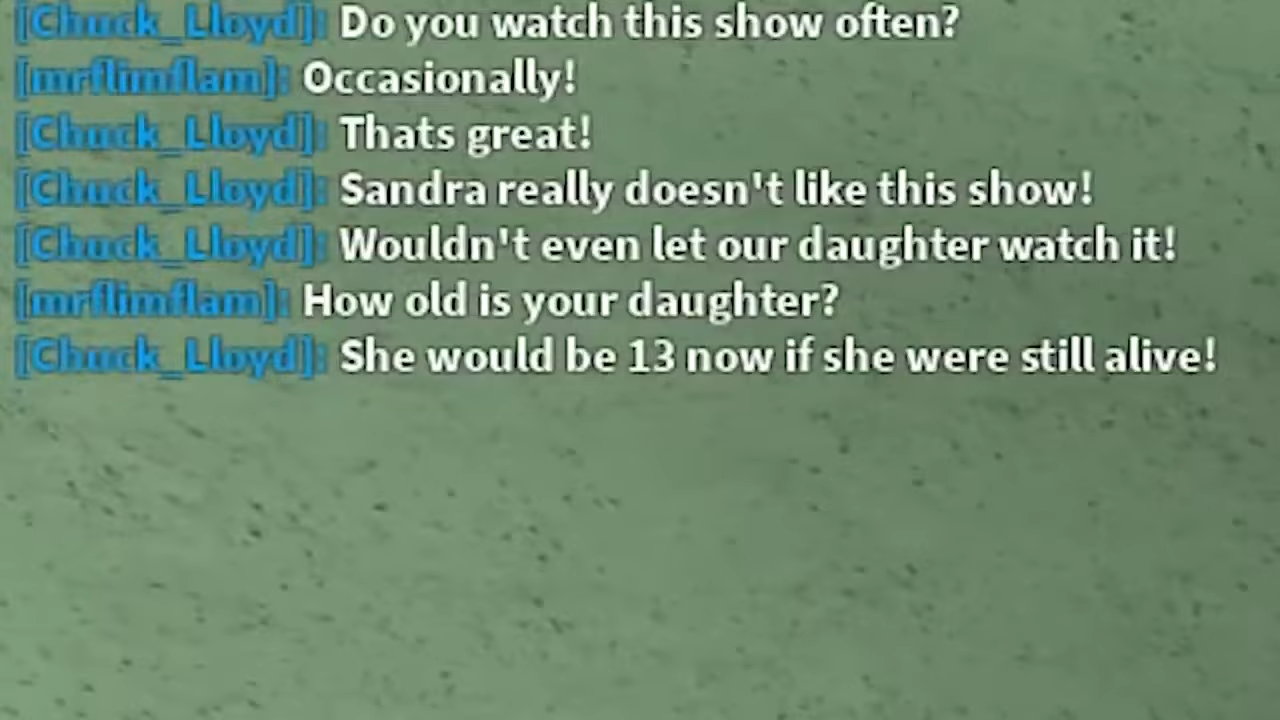 [Chuck_Lloyd]: Do you watch this show often?
[mrflimflam]: Occasionally!
[Chuck_Lloyd]: Thats great!
[Chuck_Lloyd]: Sandra really doesn't like this show!
[Chuck_Lloyd]: Wouldn't even let our daughter watch it!
[mrflimflam]: How old is your daughter?
[Chuck_Lloyd]: She would be 13 now if she were still alive!